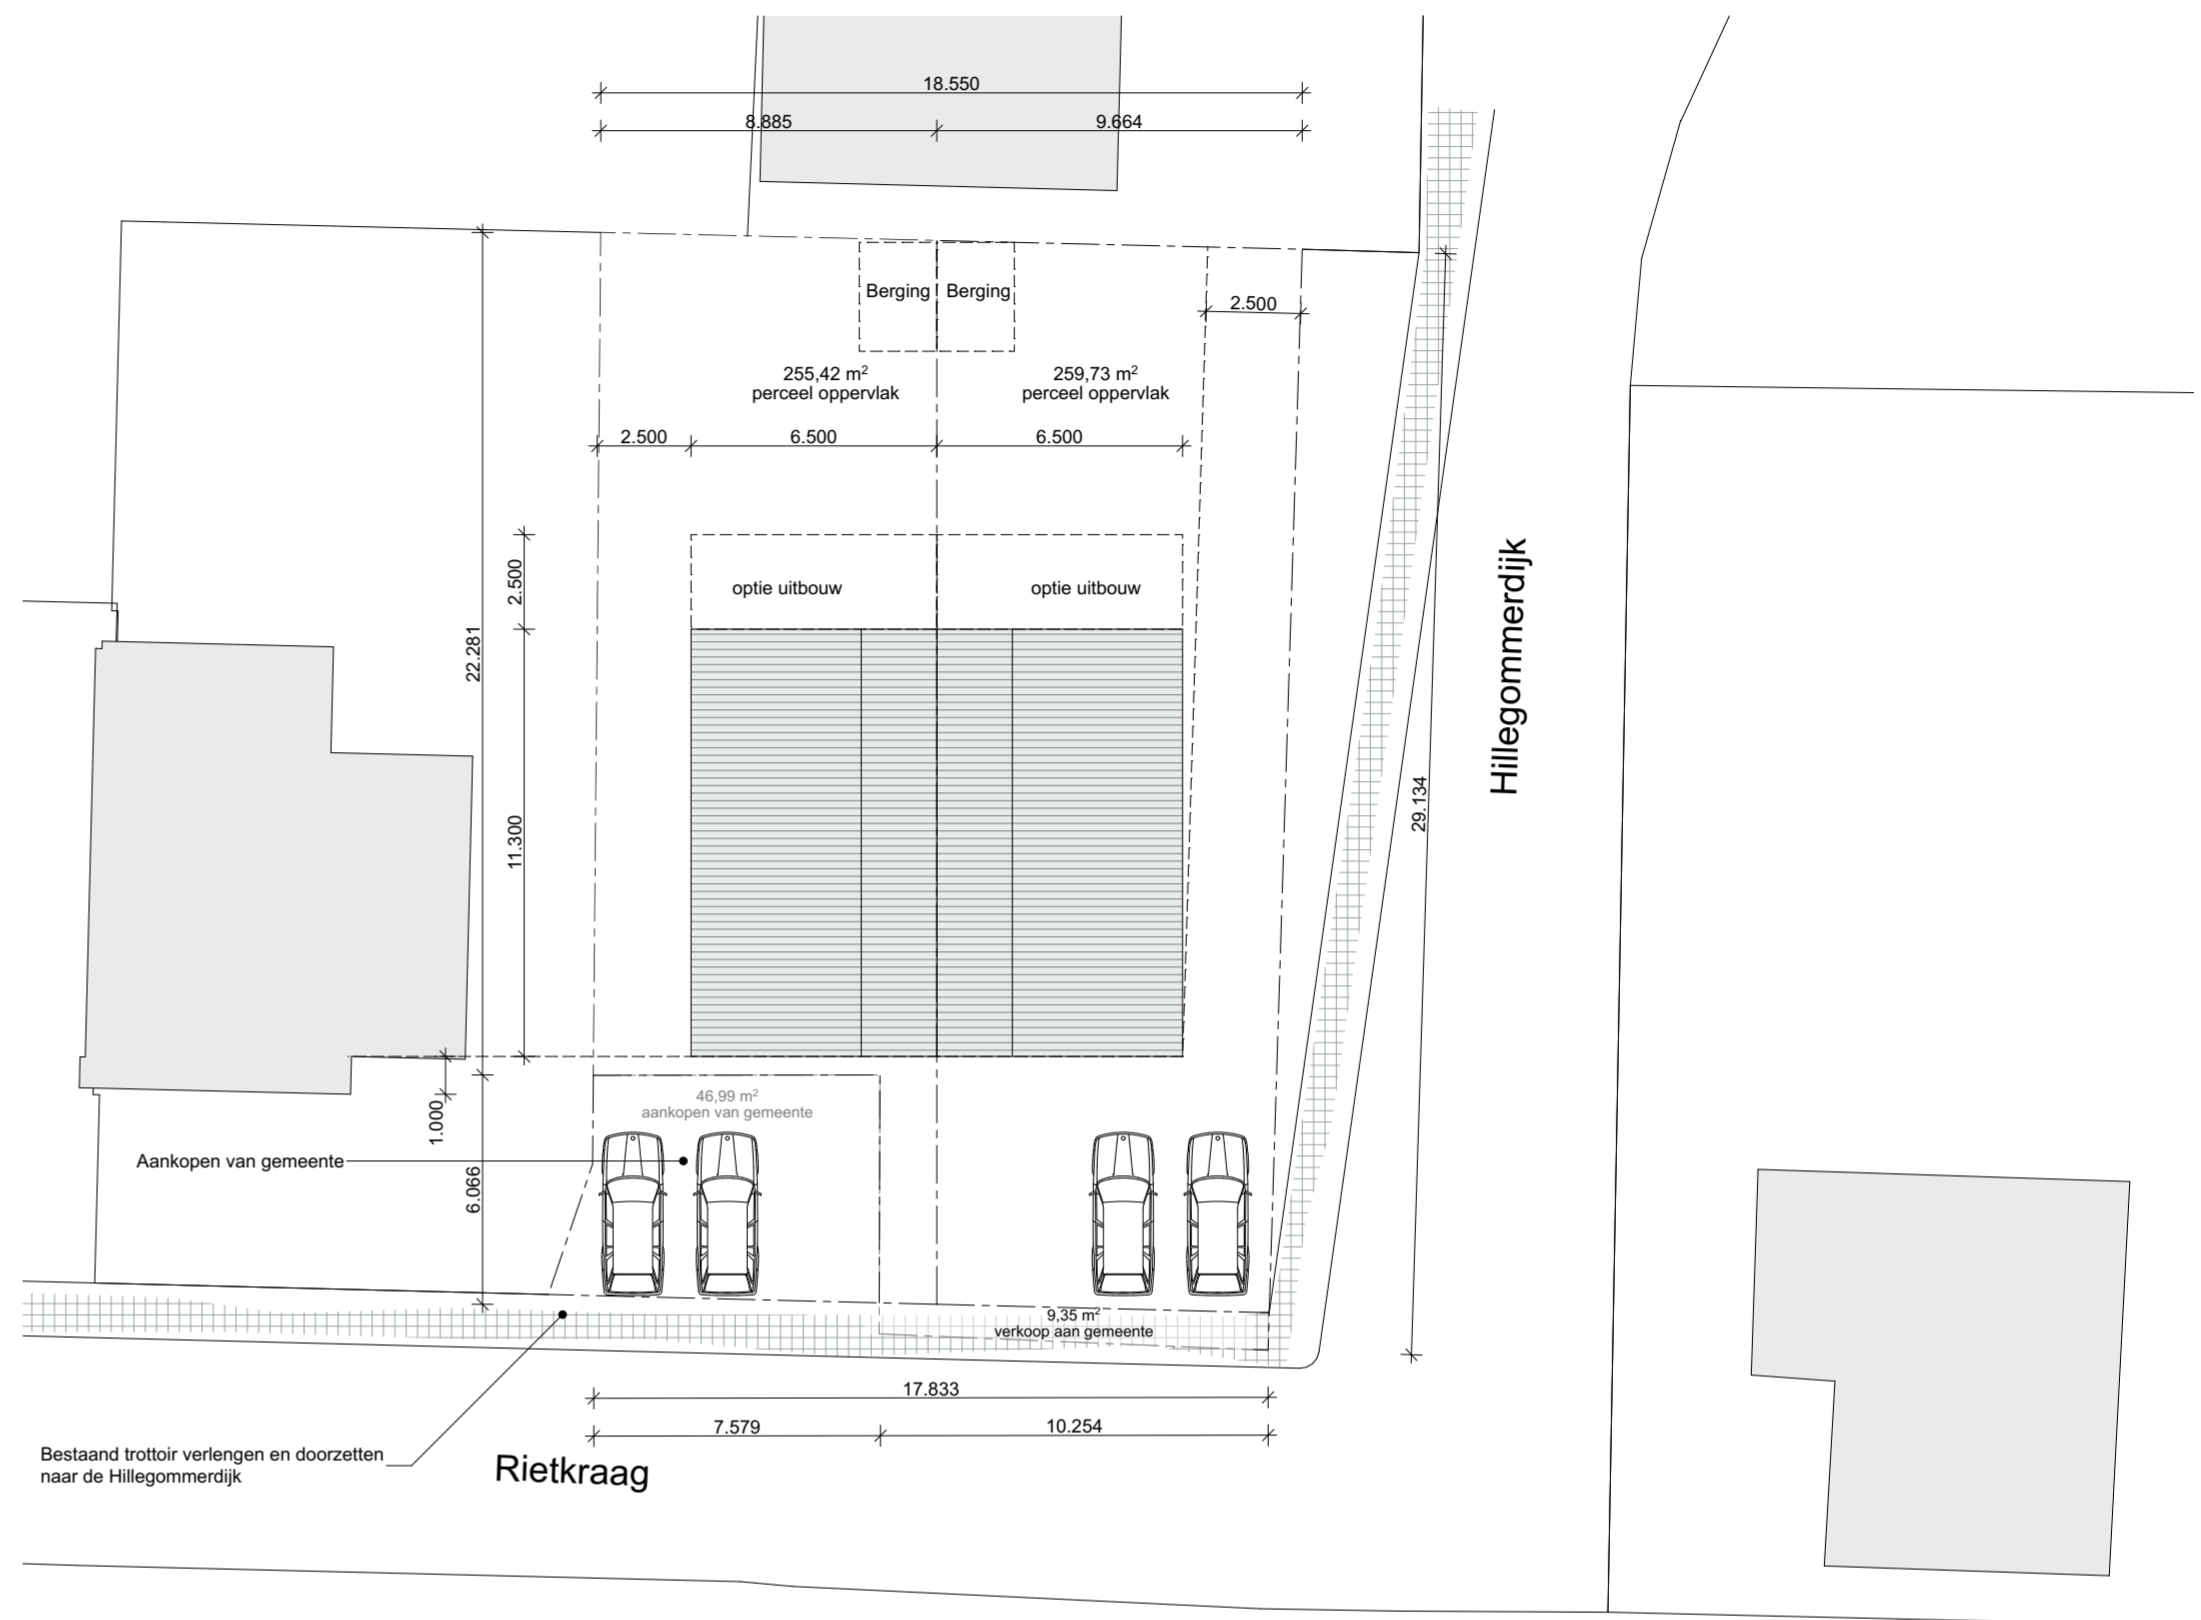 18.550
8.885
9.664
Berging
Berging
2.500
255,42 m²
perceel oppervlak
259,73 m²
perceel oppervlak
2.500
6.500
6.500
2.500
optie uitbouw
optie uitbouw
22.281
11.300
Hillegommerdijk
29.134
46,99 m²
aankopen van gemeente
1.000
Aankopen van gemeente
6.066
9,35 m²
verkoop aan gemeente
17.833
7.579
10.254
Bestaand trottoir verlengen en doorzetten
naar de Hillegommerdijk
Rietkraag